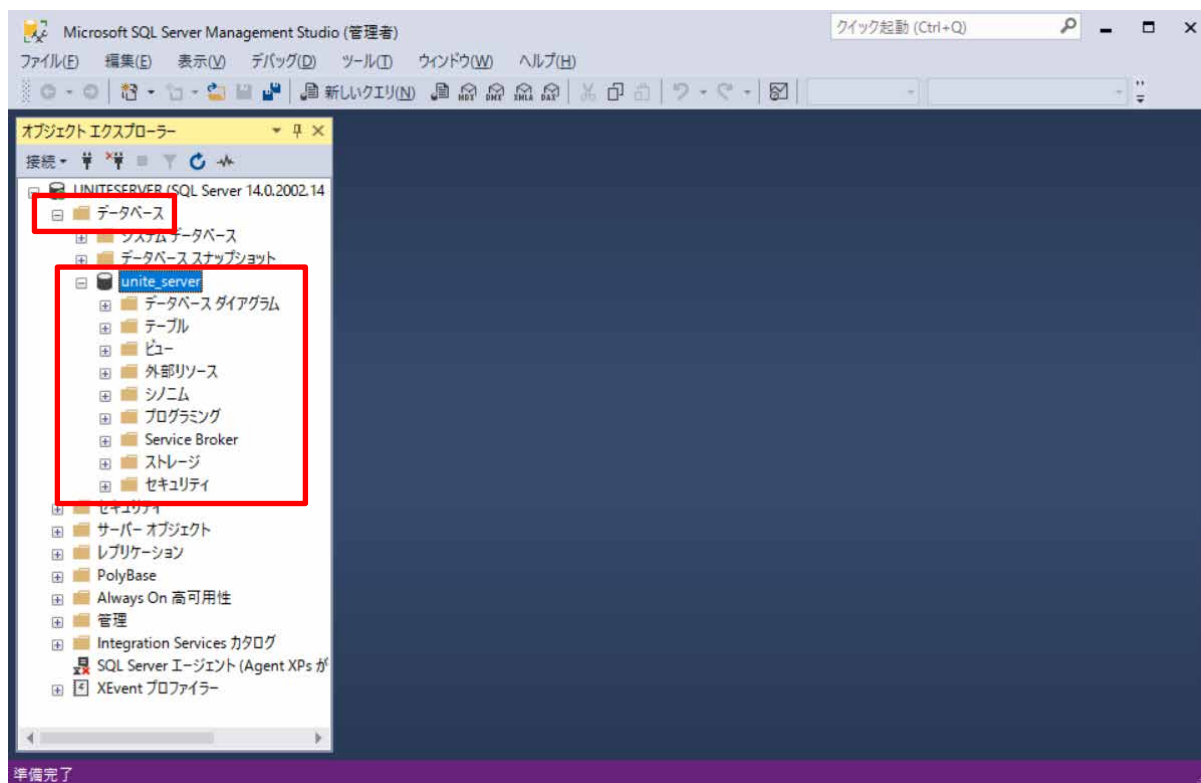 Microsoft SQL Server Management Studio (管理者)
クイック起動 (Ctrl+Q)
ファイル(F) 編集(E) 表示(V) デバッグ(D) ツール(T) ウィンドウ(W) ヘルプ(H)
新しいクエリ(N) MDX DMX XMLA DAX
オブジェクト エクスプローラー
接続
UNITESERVER (SQL Server 14.0.2002.14
データベース
システム データベース
データベース スナップショット
unite_server
データベース ダイアグラム
テーブル
ビュー
外部リソース
シノニム
プログラミング
Service Broker
ストレージ
セキュリティ
セキュリティ
サーバー オブジェクト
レプリケーション
PolyBase
Always On 高可用性
管理
Integration Services カタログ
SQL Server エージェント (Agent XPs が
XEvent プロファイラー
準備完了